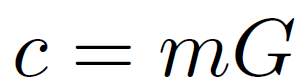 c = mG